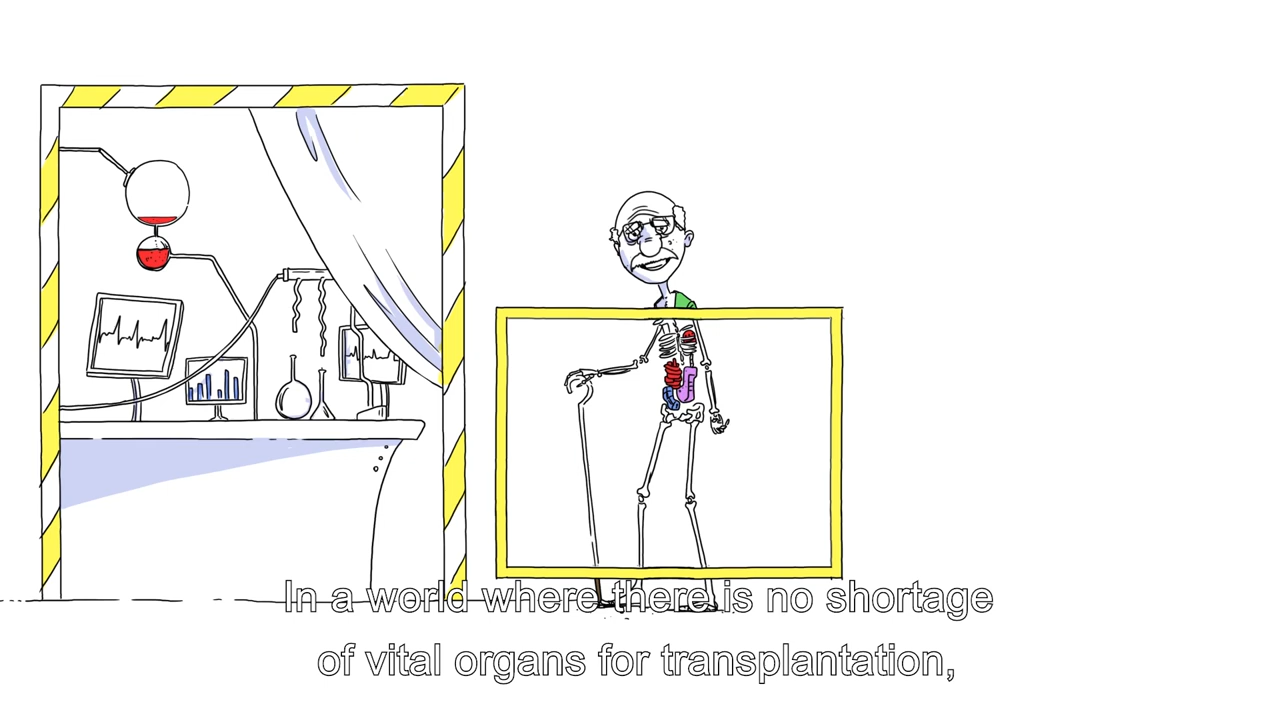 In a world where there is no shortage
of vital organs for transplantation,